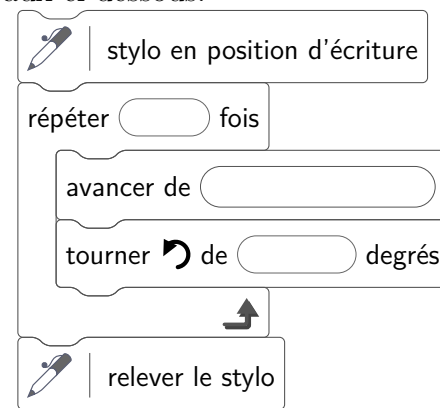 stylo en position d'écriture
répéter fois
avancer de
tourner de degrés
relever le stylo